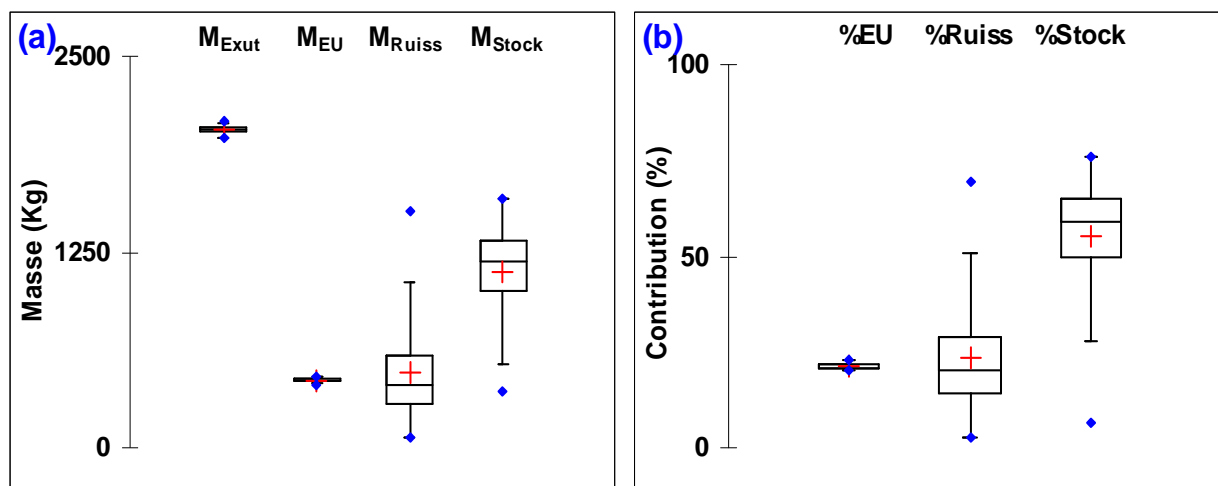 (a) M_Exut M_EU M_Ruiss M_Stock
2500
1250
0
Masse (Kg)
(b) %EU %Ruiss %Stock
100
50
0
Contribution (%)